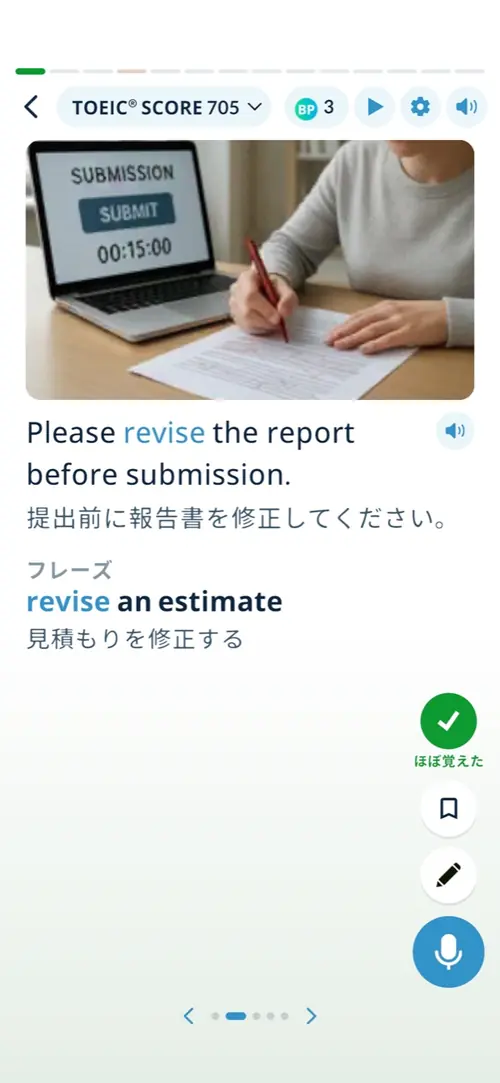 TOEIC® SCORE 705
BP 3
SUBMISSION
SUBMIT
00:15:00
Please revise the report
before submission.
提出前に報告書を修正してください。
フレーズ
revise an estimate
見積もりを修正する
ほぼ覚えた